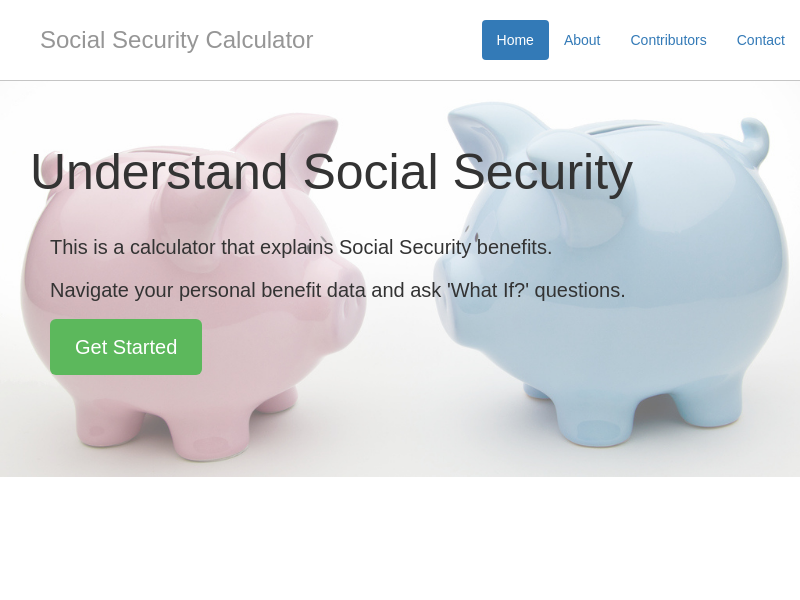 Social Security Calculator
Home
About
Contributors
Contact
Understand Social Security
This is a calculator that explains Social Security benefits.
Navigate your personal benefit data and ask 'What If?' questions.
Get Started